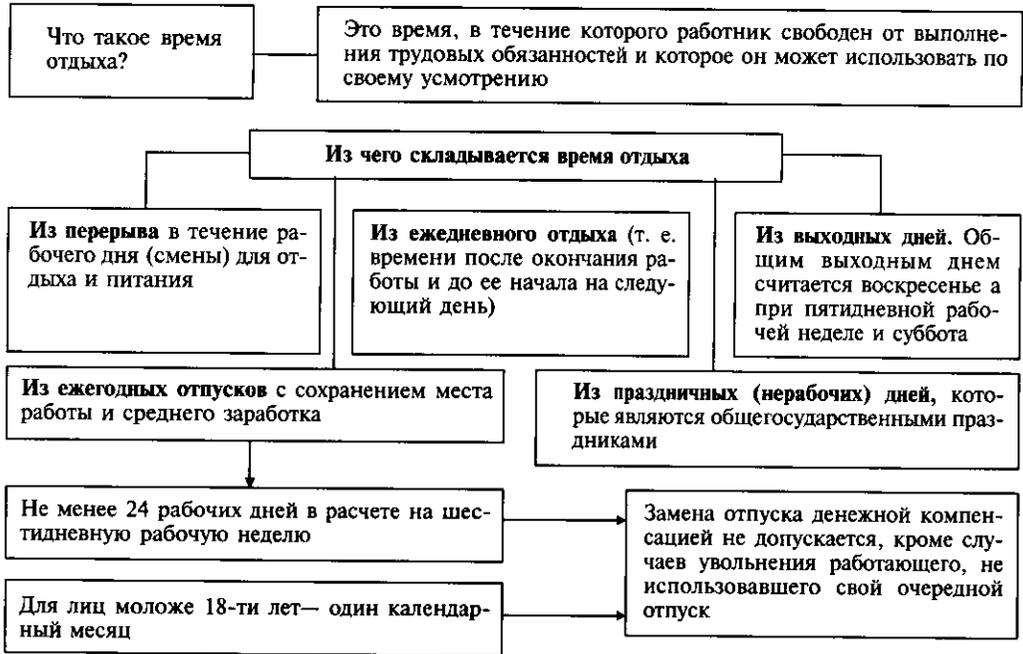 Что такое время
отдыха?
Это время, в течение которого работник свободен от выполне-
ния трудовых обязанностей и которое он может использовать по
своему усмотрению
Из чего складывается время отдыха
Из перерыва в течение ра-
бочего дня (смены) для от-
дыха и питания
Из ежедневного отдыха (т. е.
времени после окончания ра-
боты и до ее начала на следу-
ющий день)
Из выходных дней. Об-
щим выходным днем
считается воскресенье а
при пятидневной рабо-
чей неделе и суббота
Из ежегодных отпусков с сохранением места
работы и среднего заработка
Из праздничных (нерабочих) дней, кото-
рые являются общегосударственными праз-
дниками
Не менее 24 рабочих дней в расчете на шес-
тидневную рабочую неделю
Для лиц моложе 18-ти лет— один календар-
ный месяц
Замена отпуска денежной компен-
сацией не допускается, кроме слу-
чаев увольнения работающего, не
использовавшего свой очередной
отпуск